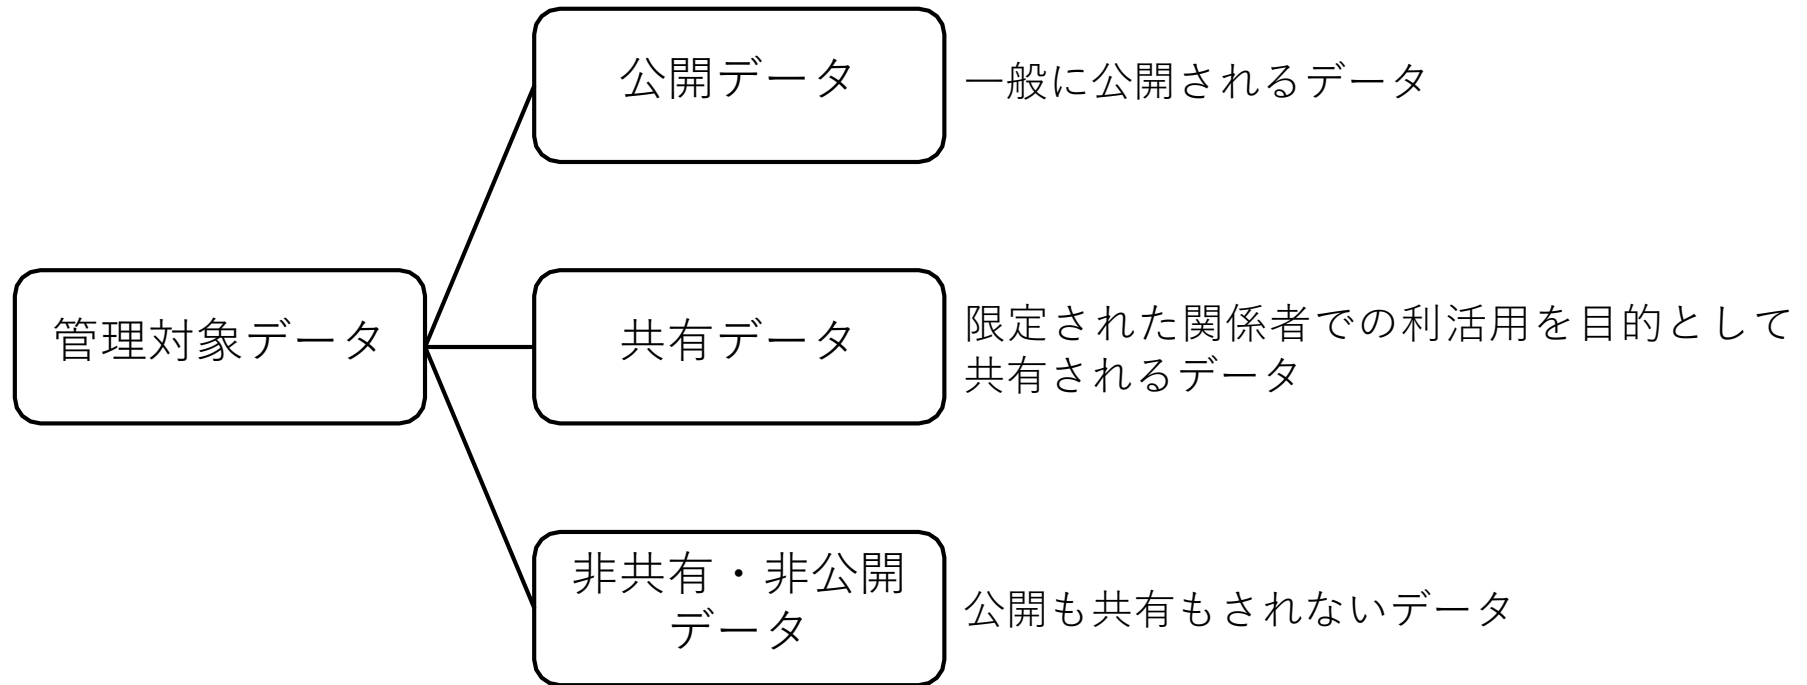 公開データ
一般に公開されるデータ
管理対象データ
共有データ
限定された関係者での利活用を目的として
共有されるデータ
非共有・非公開
データ
公開も共有もされないデータ